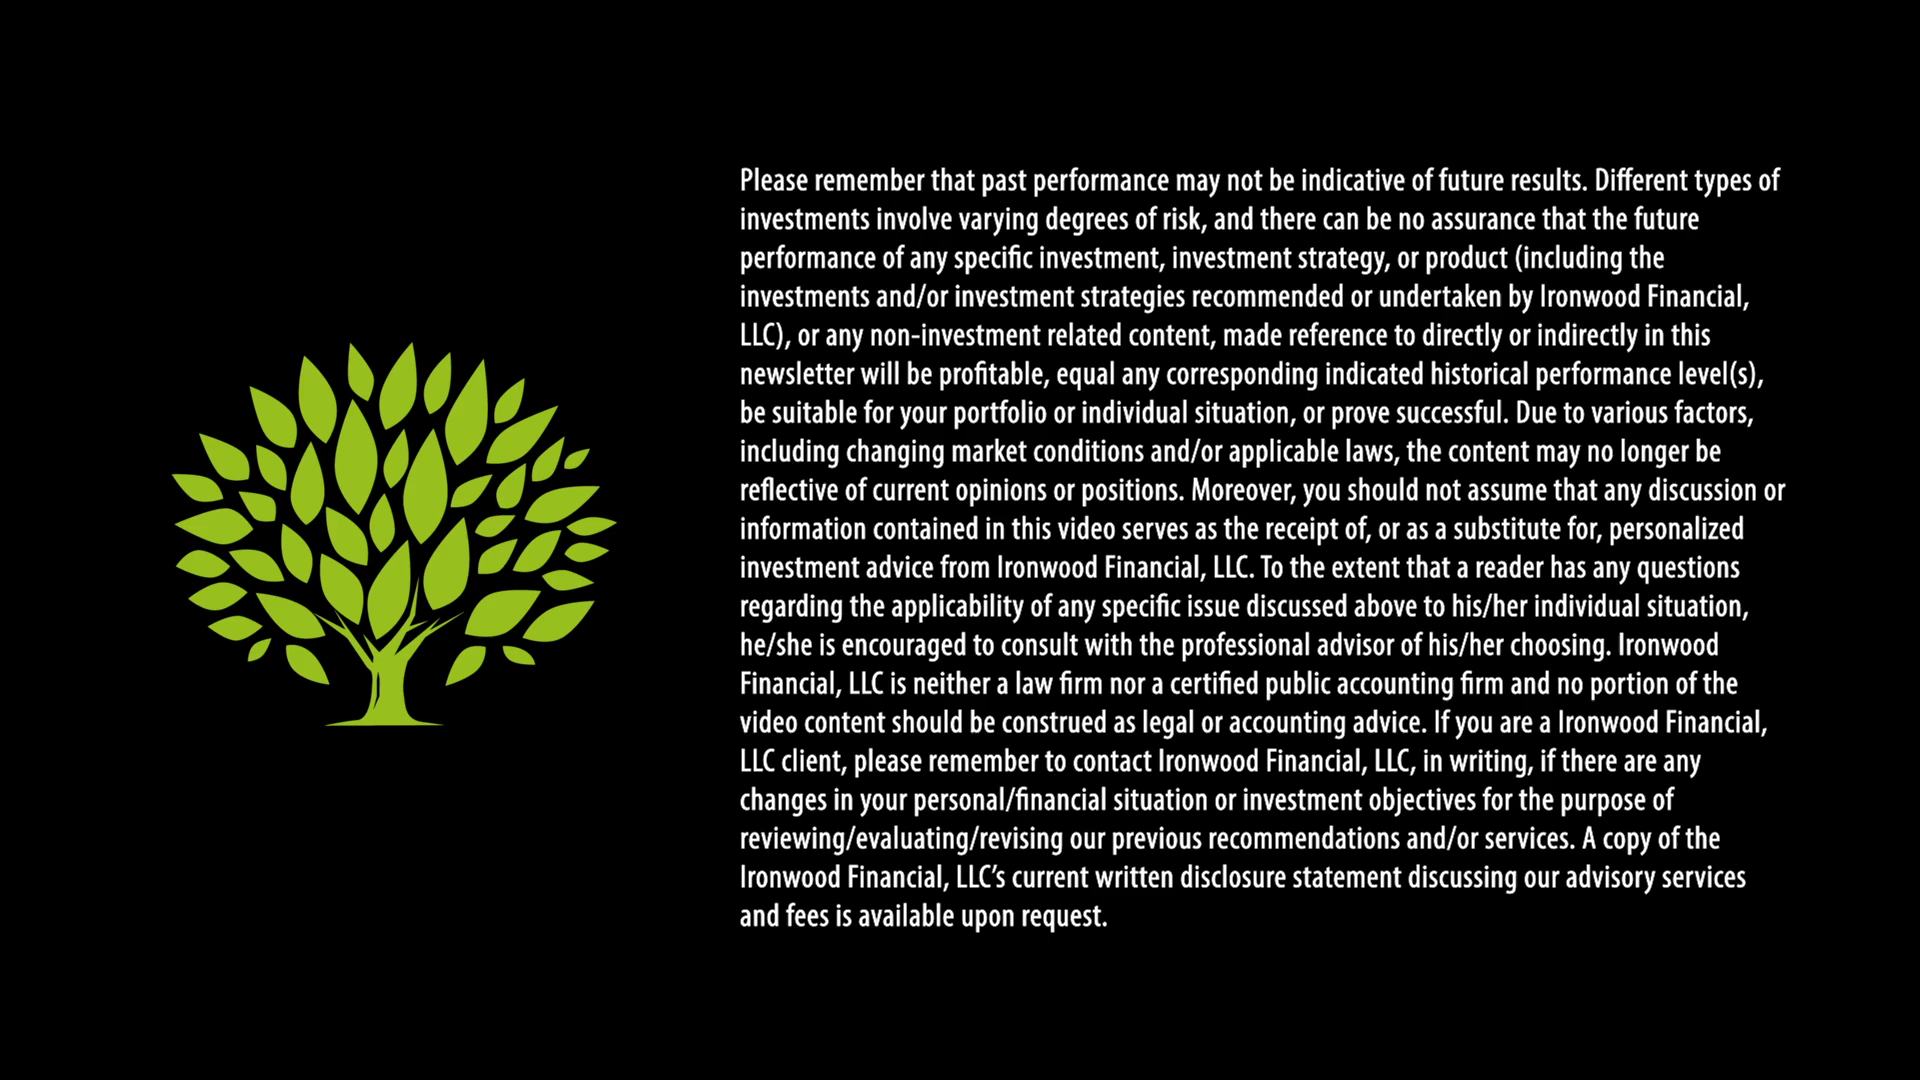 Please remember that past performance may not be indicative of future results. Different types of
investments involve varying degrees of risk, and there can be no assurance that the future
performance of any specific investment, investment strategy, or product (including the
investments and/or investment strategies recommended or undertaken by Ironwood Financial,
LLC), or any non-investment related content, made reference to directly or indirectly in this
newsletter will be profitable, equal any corresponding indicated historical performance level(s),
be suitable for your portfolio or individual situation, or prove successful. Due to various factors,
including changing market conditions and/or applicable laws, the content may no longer be
reflective of current opinions or positions. Moreover, you should not assume that any discussion or
information contained in this video serves as the receipt of, or as a substitute for, personalized
investment advice from Ironwood Financial, LLC. To the extent that a reader has any questions
regarding the applicability of any specific issue discussed above to his/her individual situation,
he/she is encouraged to consult with the professional advisor of his/her choosing. Ironwood
Financial, LLC is neither a law firm nor a certified public accounting firm and no portion of the
video content should be construed as legal or accounting advice. If you are a Ironwood Financial,
LLC client, please remember to contact Ironwood Financial, LLC, in writing, if there are any
changes in your personal/financial situation or investment objectives for the purpose of
reviewing/evaluating/revising our previous recommendations and/or services. A copy of the
Ironwood Financial, LLC’s current written disclosure statement discussing our advisory services
and fees is available upon request.